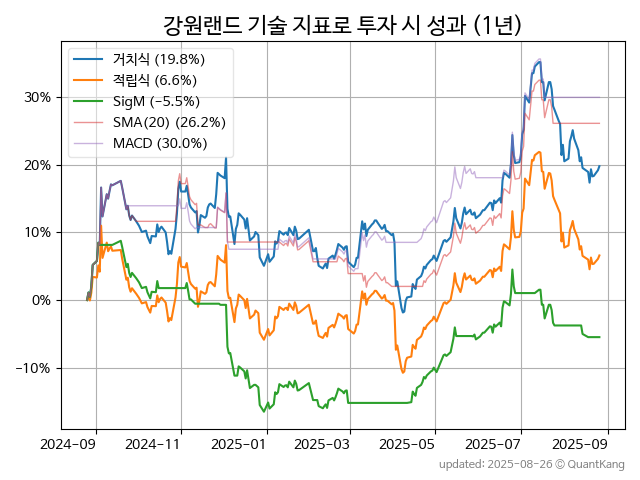 강원랜드 기술 지표로 투자 시 성과 (1년)
거치식 (19.8%)
적립식 (6.6%)
SigM (−5.5%)
SMA(20) (26.2%)
MACD (30.0%)
30%
20%
10%
0%
−10%
2024-09 2024-11 2025-01 2025-03 2025-05 2025-07 2025-09
updated: 2025-08-26 © QuantKang